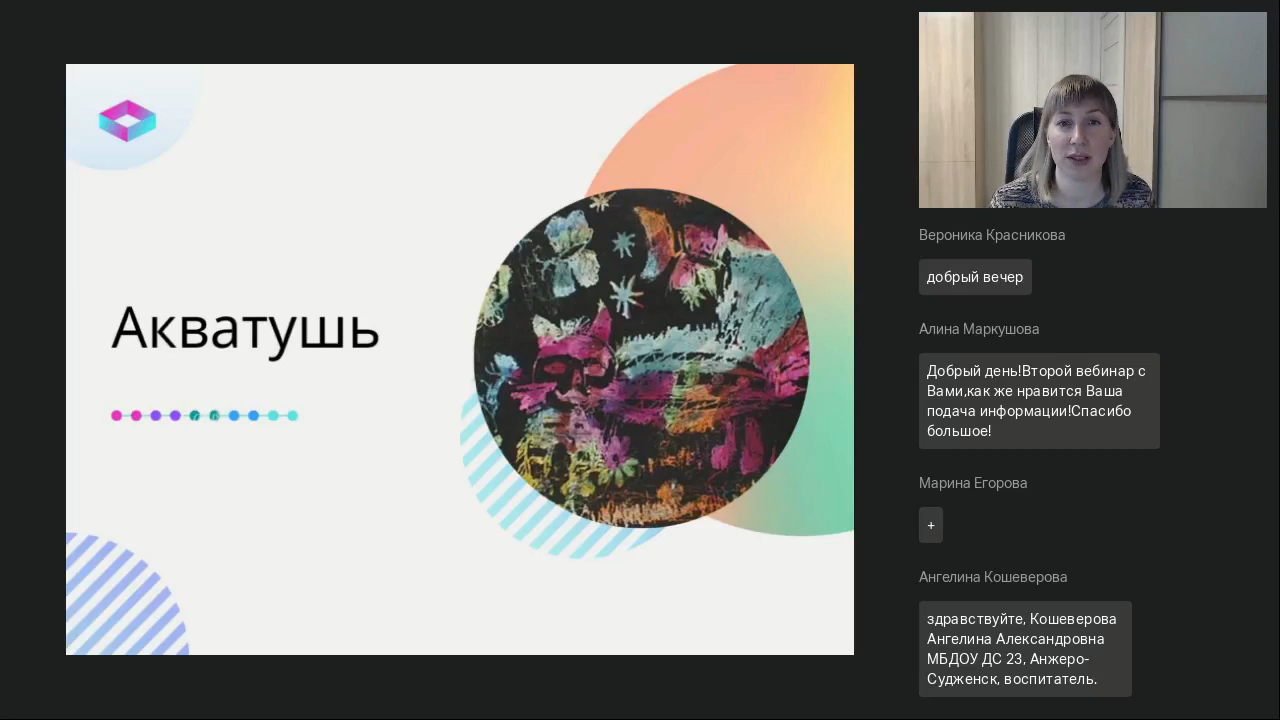 Акватушь
Вероника Красникова
добрый вечер
Алина Маркушова
Добрый день!Второй вебинар с
Вами,как же нравится Ваша
подача информации!Спасибо
большое!
Марина Егорова
+
Ангелина Кошеверова
здравствуйте, Кошеверова
Ангелина Александровна
МБДОУ ДС 23, Анжеро-
Судженск, воспитатель.